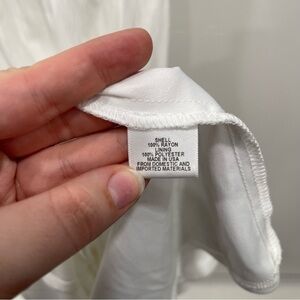 SHELL
100% RAYON
LINING
100% POLYESTER
MADE IN USA
FROM DOMESTIC AND
IMPORTED MATERIALS